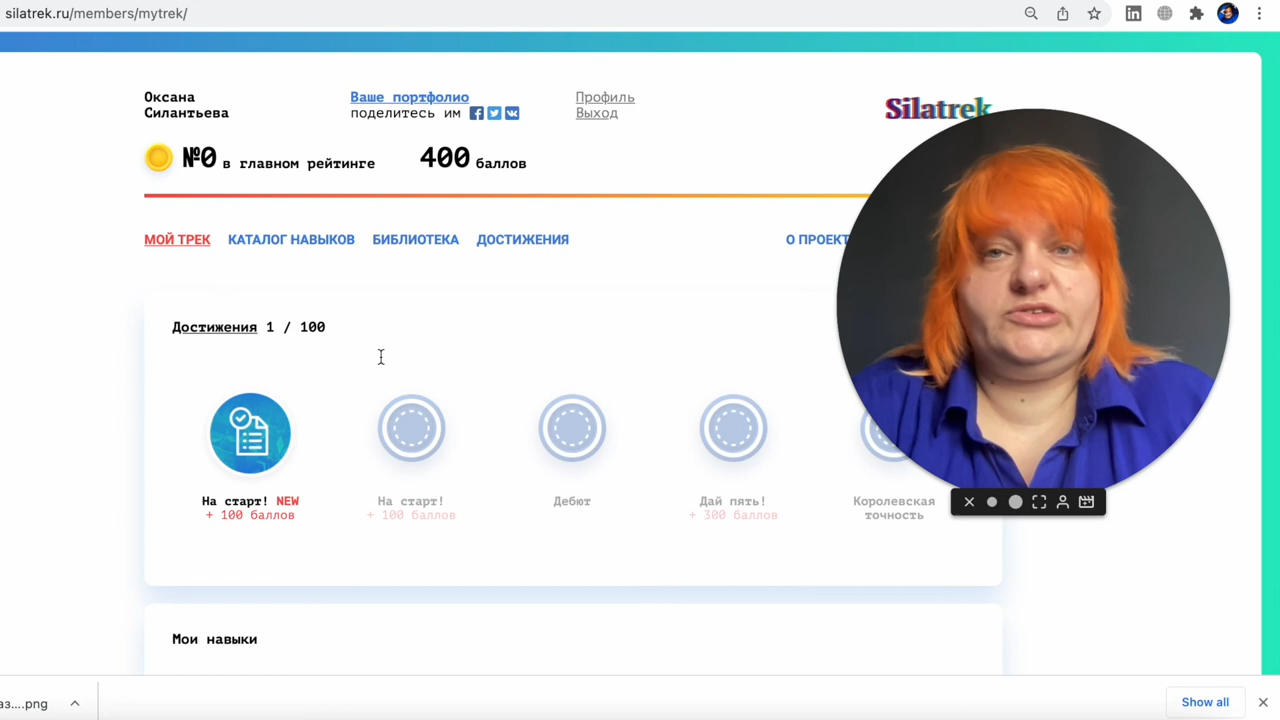 silatrek.ru/members/mytrek/
Оксана
Силантьева
Ваше портфолио
поделитесь им
Профиль
Выход
Silatrek
№0 в главном рейтинге
400 баллов
МОЙ ТРЕК
КАТАЛОГ НАВЫКОВ
БИБЛИОТЕКА
ДОСТИЖЕНИЯ
О ПРОЕКТ
Достижения 1 / 100
На старт! NEW
+ 100 баллов
На старт!
+ 100 баллов
Дебют
Дай пять!
+ 300 баллов
Королевская
точность
Мои навыки
аз....png
Show all